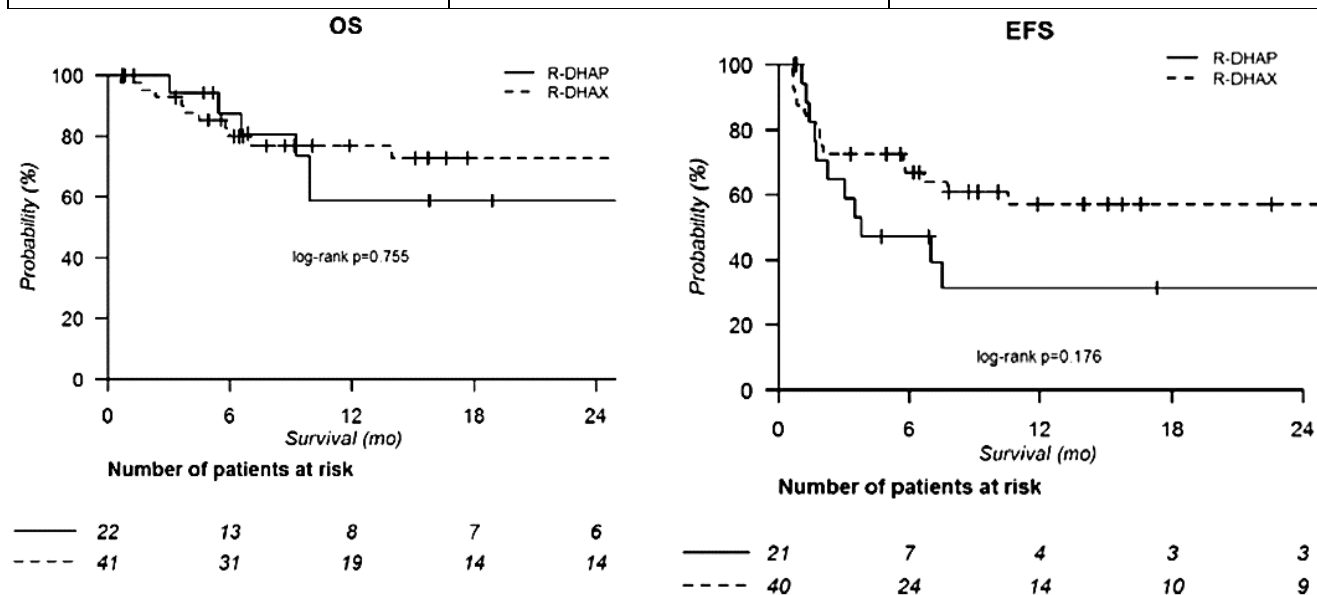 OS
R-DHAP
R-DHAX
100
80
60
40
20
0
Probability (%)
log-rank p=0.755
0 6 12 18 24
Survival (mo)
Number of patients at risk
22 13 8 7 6
41 31 19 14 14
EFS
R-DHAP
R-DHAX
100
80
60
40
20
0
Probability (%)
log-rank p=0.176
0 6 12 18 24
Survival (mo)
Number of patients at risk
21 7 4 3 3
40 24 14 10 9